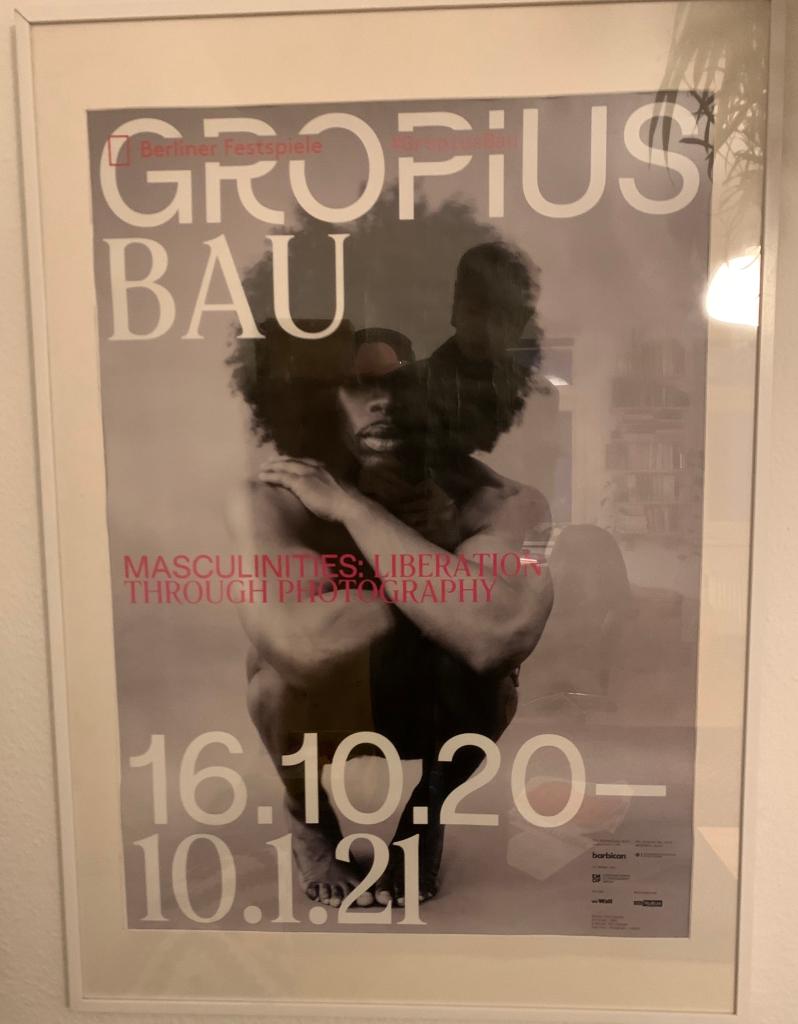 GROPiUS
Berliner Festspiele
#GropiusBau
BAU
MASCULINITIES: LIBERATION
THROUGH PHOTOGRAPHY
16.10.20–
10.1.21
barbican
Wall